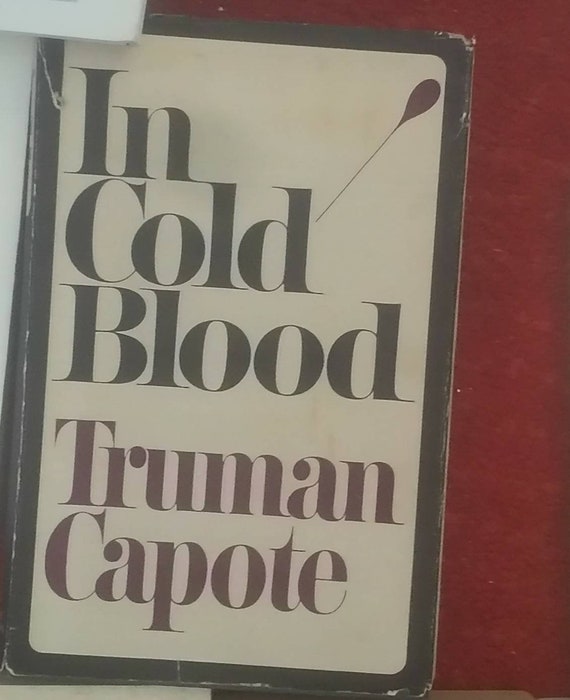 In
Cold
Blood
Truman
Capote